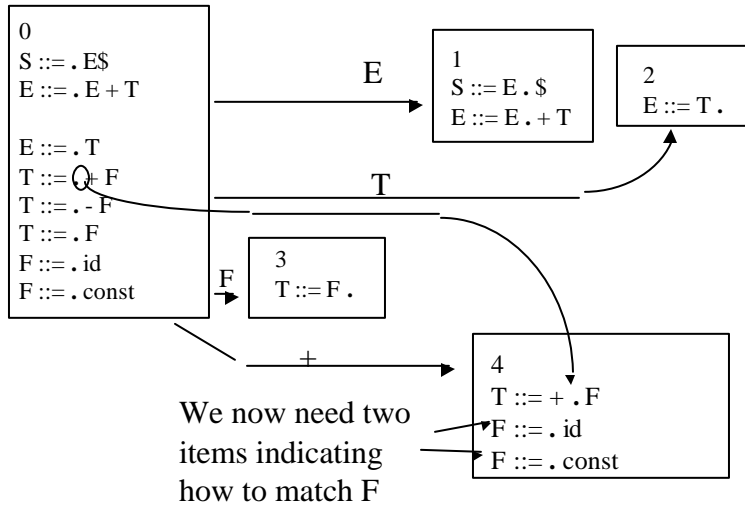 0
S ::= . E$
E ::= . E + T
E ::= . T
T ::= . + F
T ::= . - F
T ::= . F
F ::= . id
F ::= . const
E
1
S ::= E . $
E ::= E . + T
2
E ::= T .
T
F
3
T ::= F .
+
4
T ::= + . F
F ::= . id
F ::= . const
We now need two
items indicating
how to match F